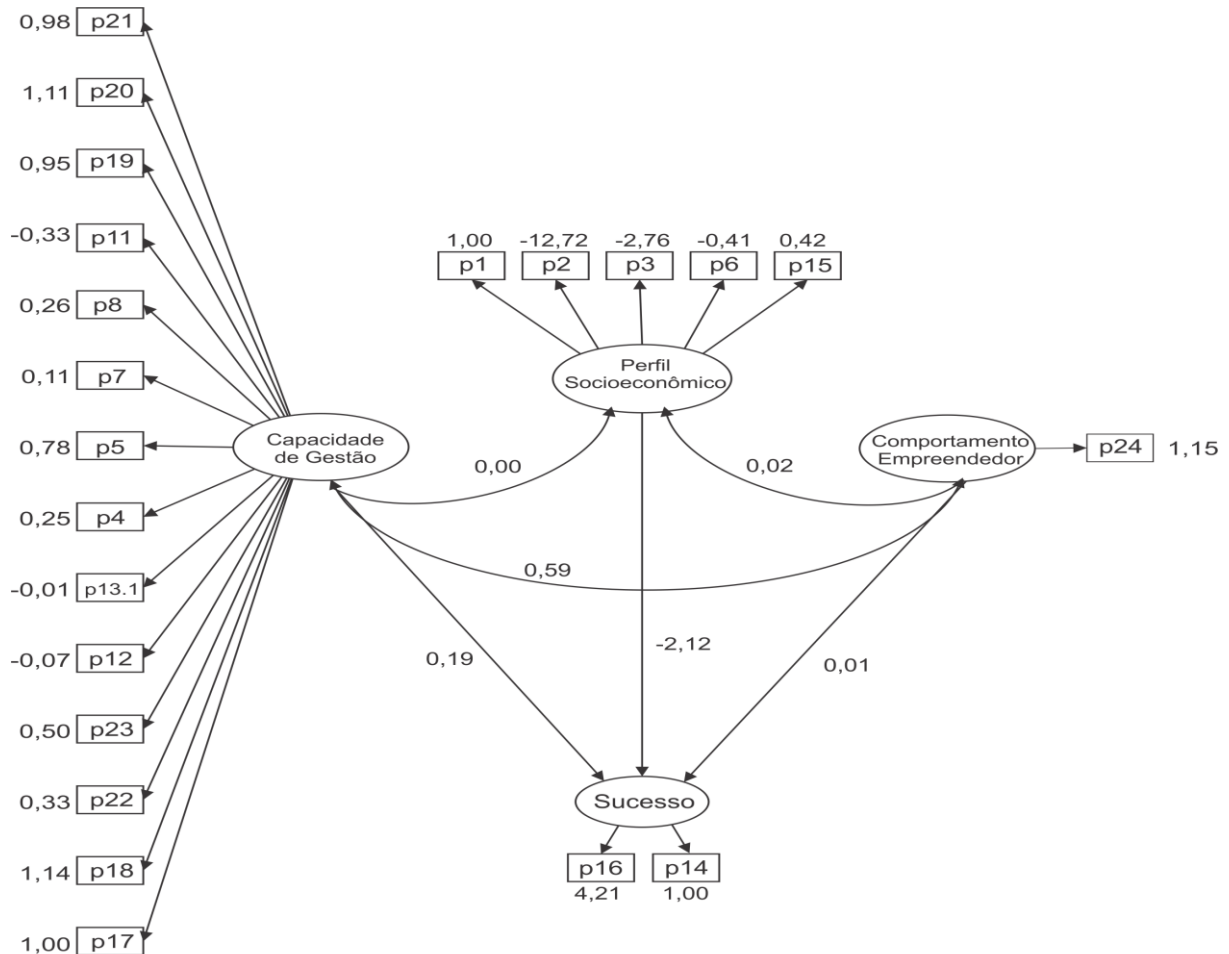 0,98 p21
1,11 p20
0,95 p19
-0,33 p11
0,26 p8
0,11 p7
0,78 p5
0,25 p4
-0,01 p13.1
-0,07 p12
0,50 p23
0,33 p22
1,14 p18
1,00 p17
Capacidade
de Gestão
1,00 -12,72 -2,76 -0,41 0,42
p1 p2 p3 p6 p15
Perfil
Socioeconômico
Comportamento
Empreendedor
p24 1,15
0,00
0,02
0,59
0,19
-2,12
0,01
Sucesso
p16 p14
4,21 1,00